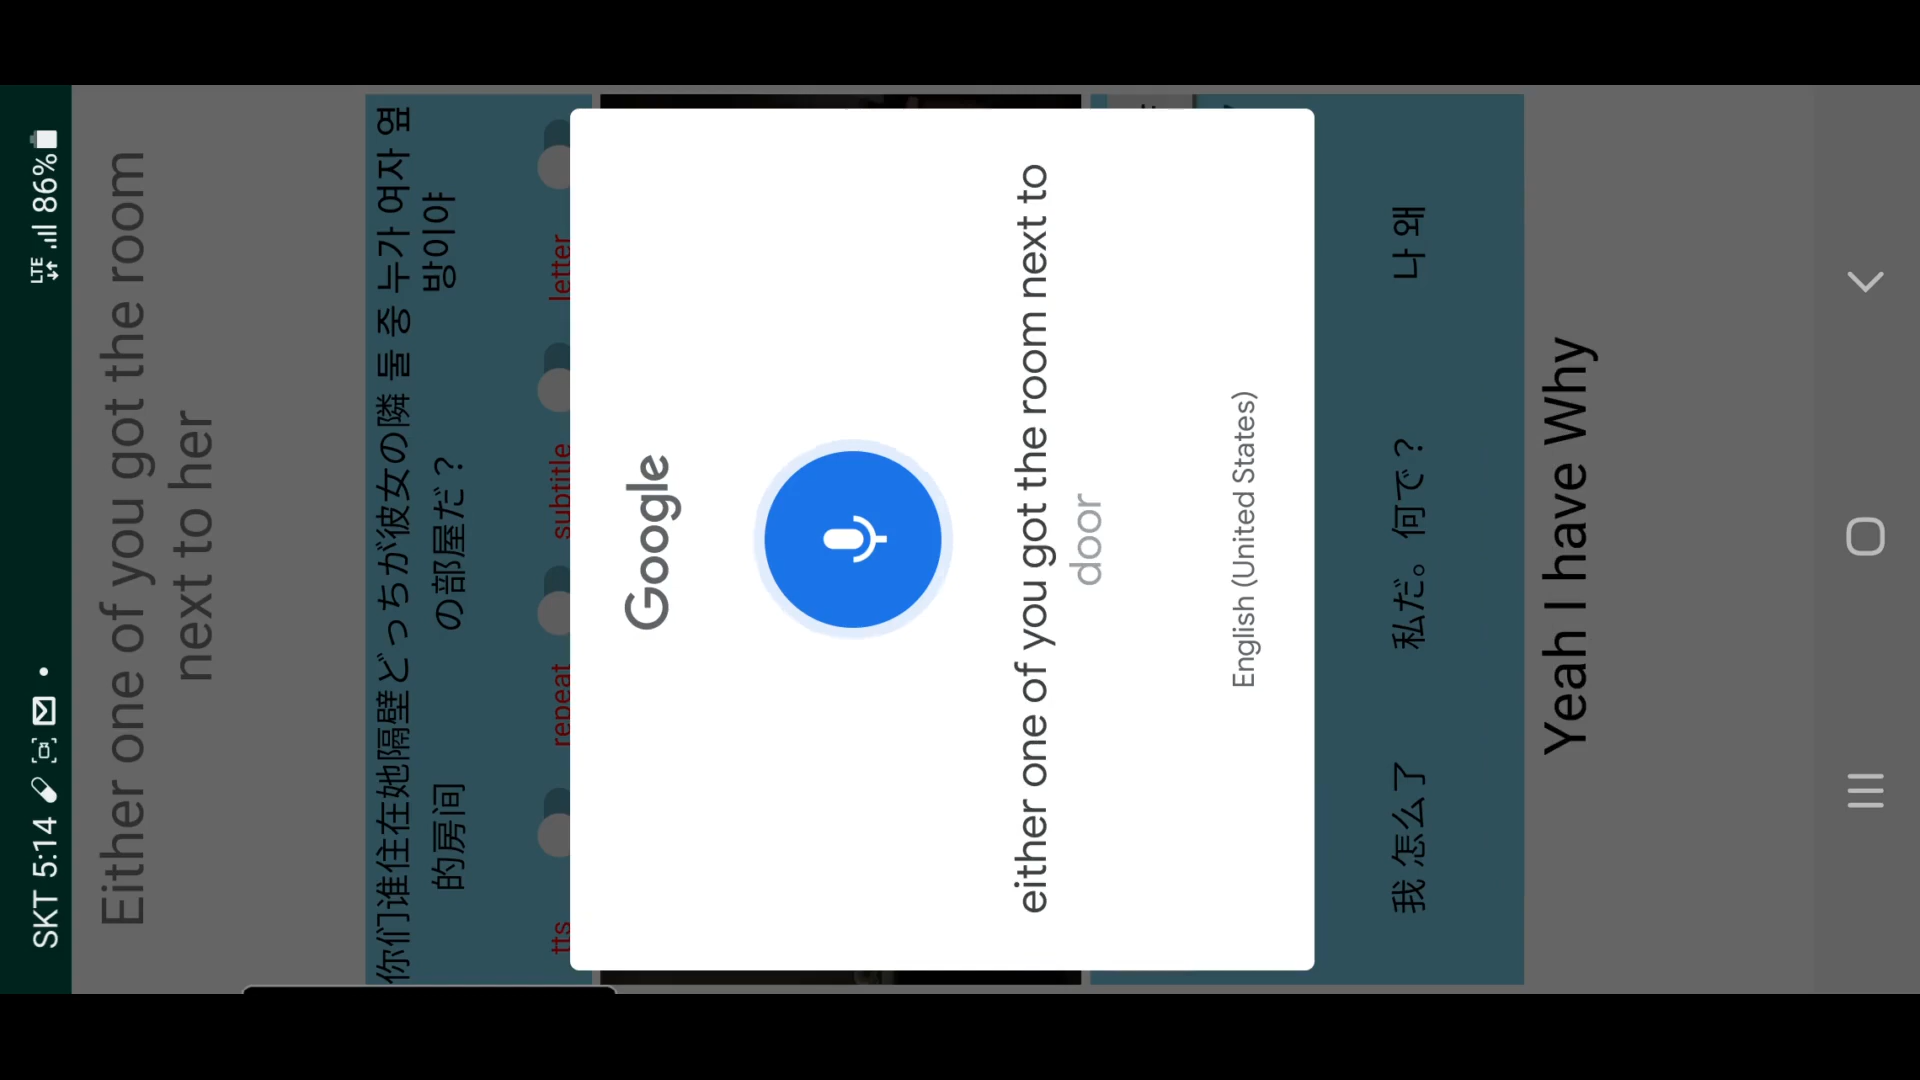 SKT 5:14
LTE 86%
Either one of you got the room
next to her
你们谁住在她隔壁
的房间
どっちが彼女の隣
の部屋だ？
둘 중 누가 여자 옆
방이야
tts
repeat
subtitle
letter
Google
either one of you got the room next to
door
English (United States)
我 怎么了
私だ。何で？
나 왜
Yeah I have Why